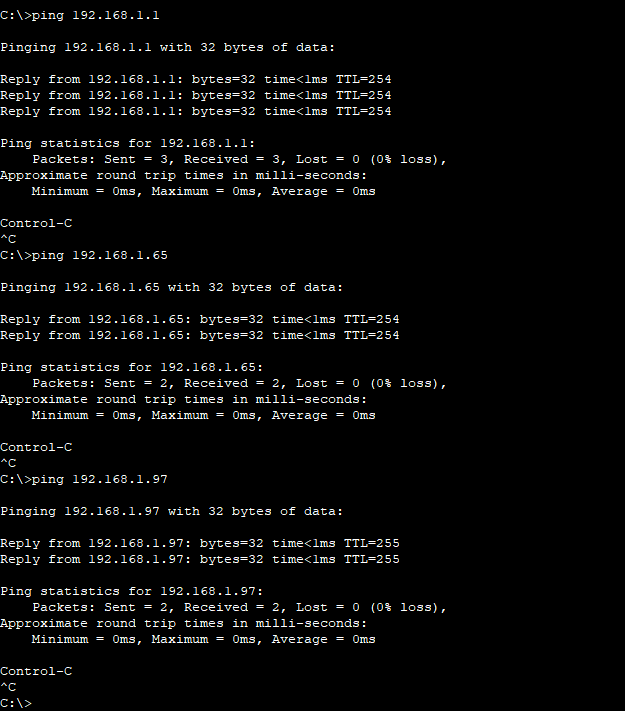 C:\>ping 192.168.1.1
Pinging 192.168.1.1 with 32 bytes of data:
Reply from 192.168.1.1: bytes=32 time<1ms TTL=254
Reply from 192.168.1.1: bytes=32 time<1ms TTL=254
Reply from 192.168.1.1: bytes=32 time<1ms TTL=254
Ping statistics for 192.168.1.1:
    Packets: Sent = 3, Received = 3, Lost = 0 (0% loss),
Approximate round trip times in milli-seconds:
    Minimum = 0ms, Maximum = 0ms, Average = 0ms
Control-C
^C
C:\>ping 192.168.1.65
Pinging 192.168.1.65 with 32 bytes of data:
Reply from 192.168.1.65: bytes=32 time<1ms TTL=254
Reply from 192.168.1.65: bytes=32 time<1ms TTL=254
Ping statistics for 192.168.1.65:
    Packets: Sent = 2, Received = 2, Lost = 0 (0% loss),
Approximate round trip times in milli-seconds:
    Minimum = 0ms, Maximum = 0ms, Average = 0ms
Control-C
^C
C:\>ping 192.168.1.97
Pinging 192.168.1.97 with 32 bytes of data:
Reply from 192.168.1.97: bytes=32 time<1ms TTL=255
Reply from 192.168.1.97: bytes=32 time<1ms TTL=255
Ping statistics for 192.168.1.97:
    Packets: Sent = 2, Received = 2, Lost = 0 (0% loss),
Approximate round trip times in milli-seconds:
    Minimum = 0ms, Maximum = 0ms, Average = 0ms
Control-C
^C
C:\>